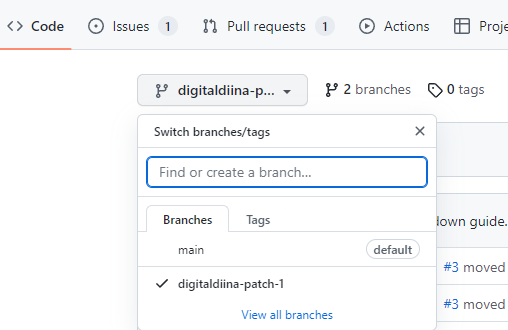 Code Issues 1 Pull requests 1 Actions Proje
digitaldiina-p... 2 branches 0 tags
Switch branches/tags
Find or create a branch...
Branches Tags
down guide.
main default
#3 moved
digitaldiina-patch-1
#3 moved
View all branches